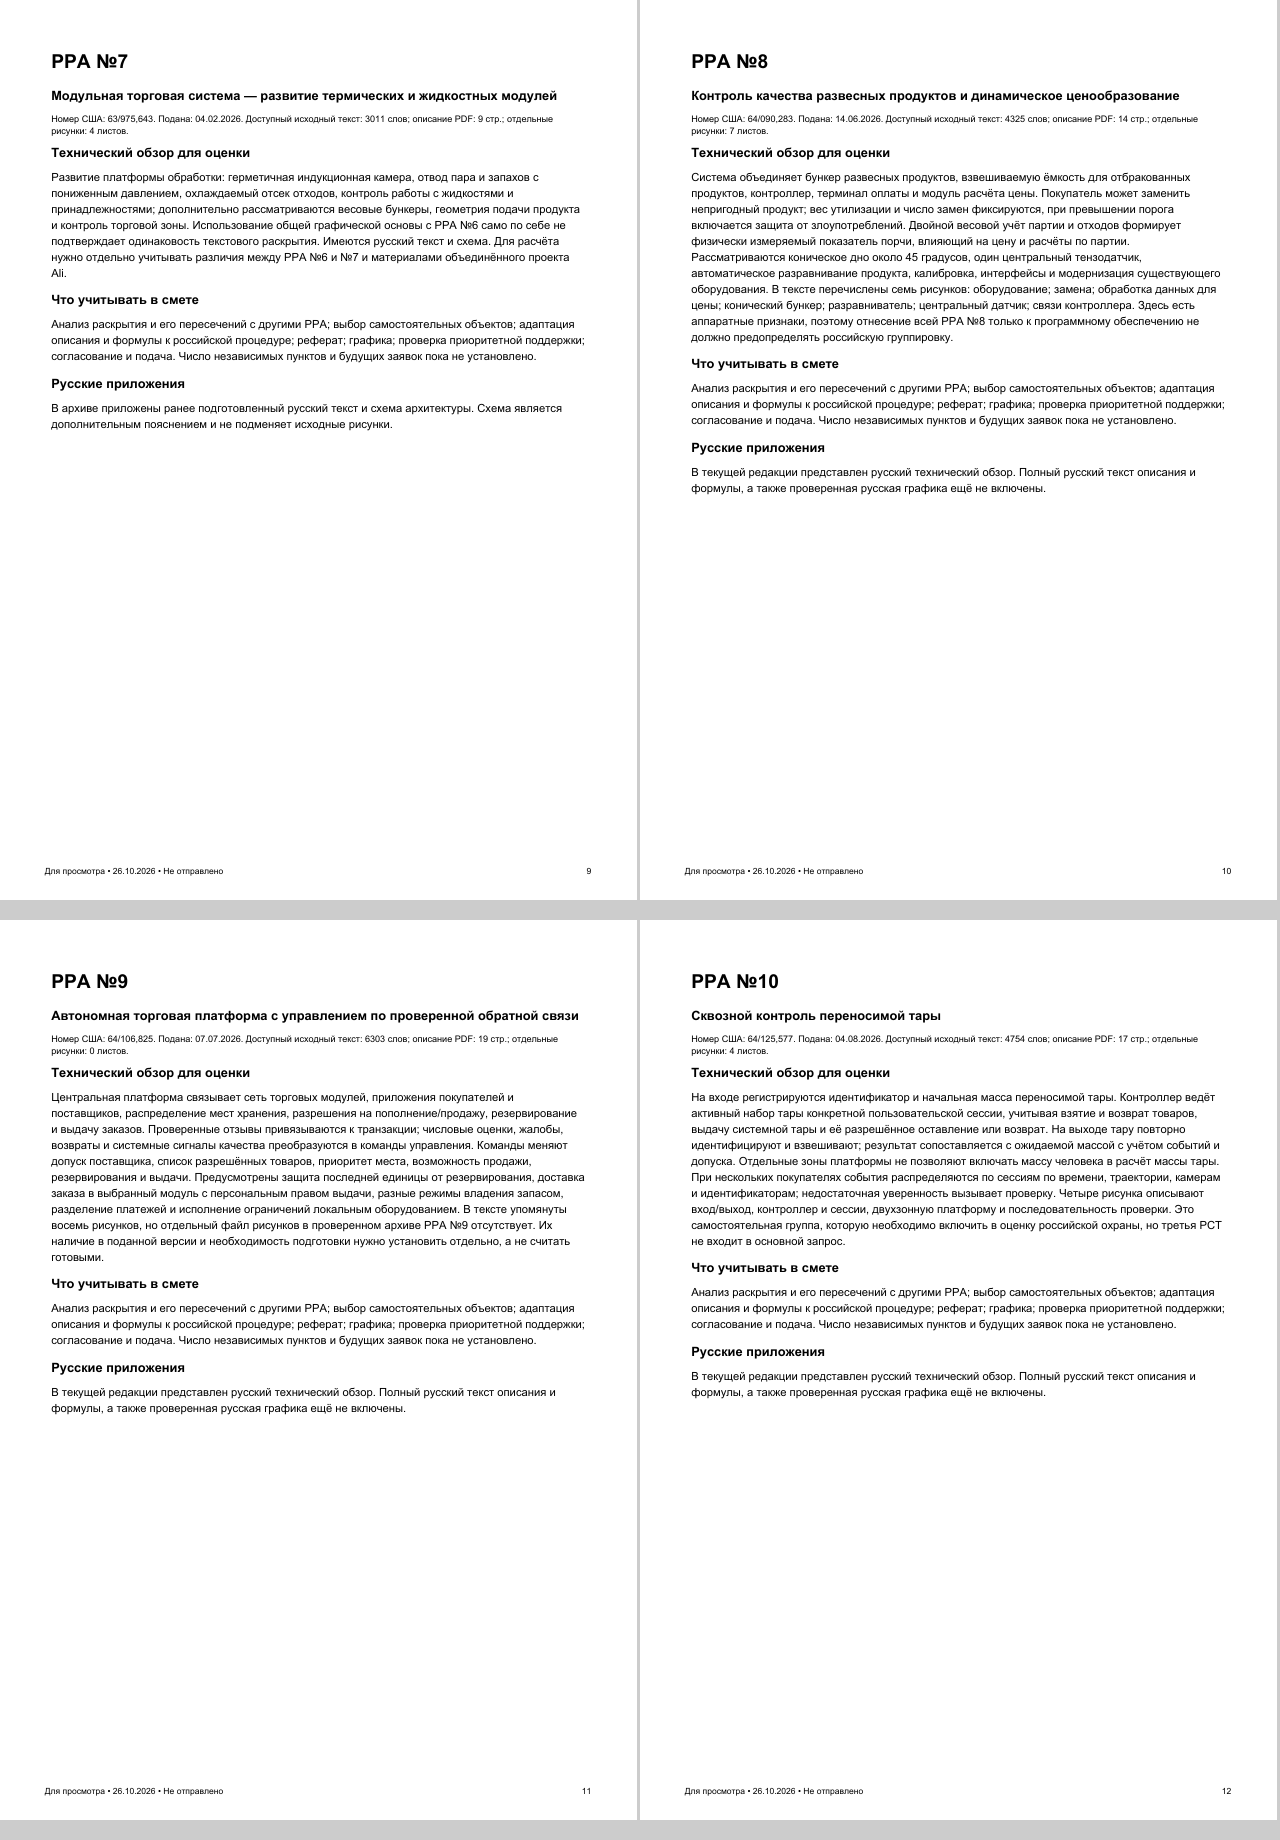 PPA №7
Модульная торговая система — развитие термических и жидкостных модулей
Номер США: 63/975,643. Подана: 04.02.2026. Доступный исходный текст: 3011 слов; описание PDF: 9 стр.; отдельные
рисунки: 4 листов.
Технический обзор для оценки
Развитие платформы обработки: герметичная индукционная камера, отвод пара и запахов с
пониженным давлением, охлаждаемый отсек отходов, контроль работы с жидкостями и
принадлежностями; дополнительно рассматриваются весовые бункеры, геометрия подачи продукта
и контроль торговой зоны. Использование общей графической основы с PPA №6 само по себе не
подтверждает одинаковость текстового раскрытия. Имеются русский текст и схема. Для расчёта
нужно отдельно учитывать различия между PPA №6 и №7 и материалами объединённого проекта
Ali.
Что учитывать в смете
Анализ раскрытия и его пересечений с другими PPA; выбор самостоятельных объектов; адаптация
описания и формулы к российской процедуре; реферат; графика; проверка приоритетной поддержки;
согласование и подача. Число независимых пунктов и будущих заявок пока не установлено.
Русские приложения
В архиве приложены ранее подготовленный русский текст и схема архитектуры. Схема является
дополнительным пояснением и не подменяет исходные рисунки.
Для просмотра • 26.10.2026 • Не отправлено
9
PPA №8
Контроль качества развесных продуктов и динамическое ценообразование
Номер США: 64/090,283. Подана: 14.06.2026. Доступный исходный текст: 4325 слов; описание PDF: 14 стр.; отдельные
рисунки: 7 листов.
Технический обзор для оценки
Система объединяет бункер развесных продуктов, взвешиваемую ёмкость для отбракованных
продуктов, контроллер, терминал оплаты и модуль расчёта цены. Покупатель может заменить
непригодный продукт; вес утилизации и число замен фиксируются, при превышении порога
включается защита от злоупотреблений. Двойной весовой учёт партии и отходов формирует
физически измеряемый показатель порчи, влияющий на цену и расчёты по партии.
Рассматриваются коническое дно около 45 градусов, один центральный тензодатчик,
автоматическое разравнивание продукта, калибровка, интерфейсы и модернизация существующего
оборудования. В тексте перечислены семь рисунков: оборудование; замена; обработка данных для
цены; конический бункер; разравниватель; центральный датчик; связи контроллера. Здесь есть
аппаратные признаки, поэтому отнесение всей PPA №8 только к программному обеспечению не
должно предопределять российскую группировку.
Что учитывать в смете
Анализ раскрытия и его пересечений с другими PPA; выбор самостоятельных объектов; адаптация
описания и формулы к российской процедуре; реферат; графика; проверка приоритетной поддержки;
согласование и подача. Число независимых пунктов и будущих заявок пока не установлено.
Русские приложения
В текущей редакции представлен русский технический обзор. Полный русский текст описания и
формулы, а также проверенная русская графика ещё не включены.
Для просмотра • 26.10.2026 • Не отправлено
10
PPA №9
Автономная торговая платформа с управлением по проверенной обратной связи
Номер США: 64/106,825. Подана: 07.07.2026. Доступный исходный текст: 6303 слов; описание PDF: 19 стр.; отдельные
рисунки: 0 листов.
Технический обзор для оценки
Центральная платформа связывает сеть торговых модулей, приложения покупателей и
поставщиков, распределение мест хранения, разрешения на пополнение/продажу, резервирование
и выдачу заказов. Проверенные отзывы привязываются к транзакции; числовые оценки, жалобы,
возвраты и системные сигналы качества преобразуются в команды управления. Команды меняют
допуск поставщика, список разрешённых товаров, приоритет места, возможность продажи,
резервирования и выдачи. Предусмотрены защита последней единицы от резервирования, доставка
заказа в выбранный модуль с персональным правом выдачи, разные режимы владения запасом,
разделение платежей и исполнение ограничений локальным оборудованием. В тексте упомянуты
восемь рисунков, но отдельный файл рисунков в проверенном архиве PPA №9 отсутствует. Их
наличие в поданной версии и необходимость подготовки нужно установить отдельно, а не считать
готовыми.
Что учитывать в смете
Анализ раскрытия и его пересечений с другими PPA; выбор самостоятельных объектов; адаптация
описания и формулы к российской процедуре; реферат; графика; проверка приоритетной поддержки;
согласование и подача. Число независимых пунктов и будущих заявок пока не установлено.
Русские приложения
В текущей редакции представлен русский технический обзор. Полный русский текст описания и
формулы, а также проверенная русская графика ещё не включены.
Для просмотра • 26.10.2026 • Не отправлено
11
PPA №10
Сквозной контроль переносимой тары
Номер США: 64/125,577. Подана: 04.08.2026. Доступный исходный текст: 4754 слов; описание PDF: 17 стр.; отдельные
рисунки: 4 листов.
Технический обзор для оценки
На входе регистрируются идентификатор и начальная масса переносимой тары. Контроллер ведёт
активный набор тары конкретной пользовательской сессии, учитывая взятие и возврат товаров,
выдачу системной тары и её разрешённое оставление или возврат. На выходе тару повторно
идентифицируют и взвешивают; результат сопоставляется с ожидаемой массой с учётом событий и
допуска. Отдельные зоны платформы не позволяют включать массу человека в расчёт массы тары.
При нескольких покупателях события распределяются по сессиям по времени, траектории, камерам
и идентификаторам; недостаточная уверенность вызывает проверку. Четыре рисунка описывают
вход/выход, контроллер и сессии, двухзонную платформу и последовательность проверки. Это
самостоятельная группа, которую необходимо включить в оценку российской охраны, но третья PCT
не входит в основной запрос.
Что учитывать в смете
Анализ раскрытия и его пересечений с другими PPA; выбор самостоятельных объектов; адаптация
описания и формулы к российской процедуре; реферат; графика; проверка приоритетной поддержки;
согласование и подача. Число независимых пунктов и будущих заявок пока не установлено.
Русские приложения
В текущей редакции представлен русский технический обзор. Полный русский текст описания и
формулы, а также проверенная русская графика ещё не включены.
Для просмотра • 26.10.2026 • Не отправлено
12